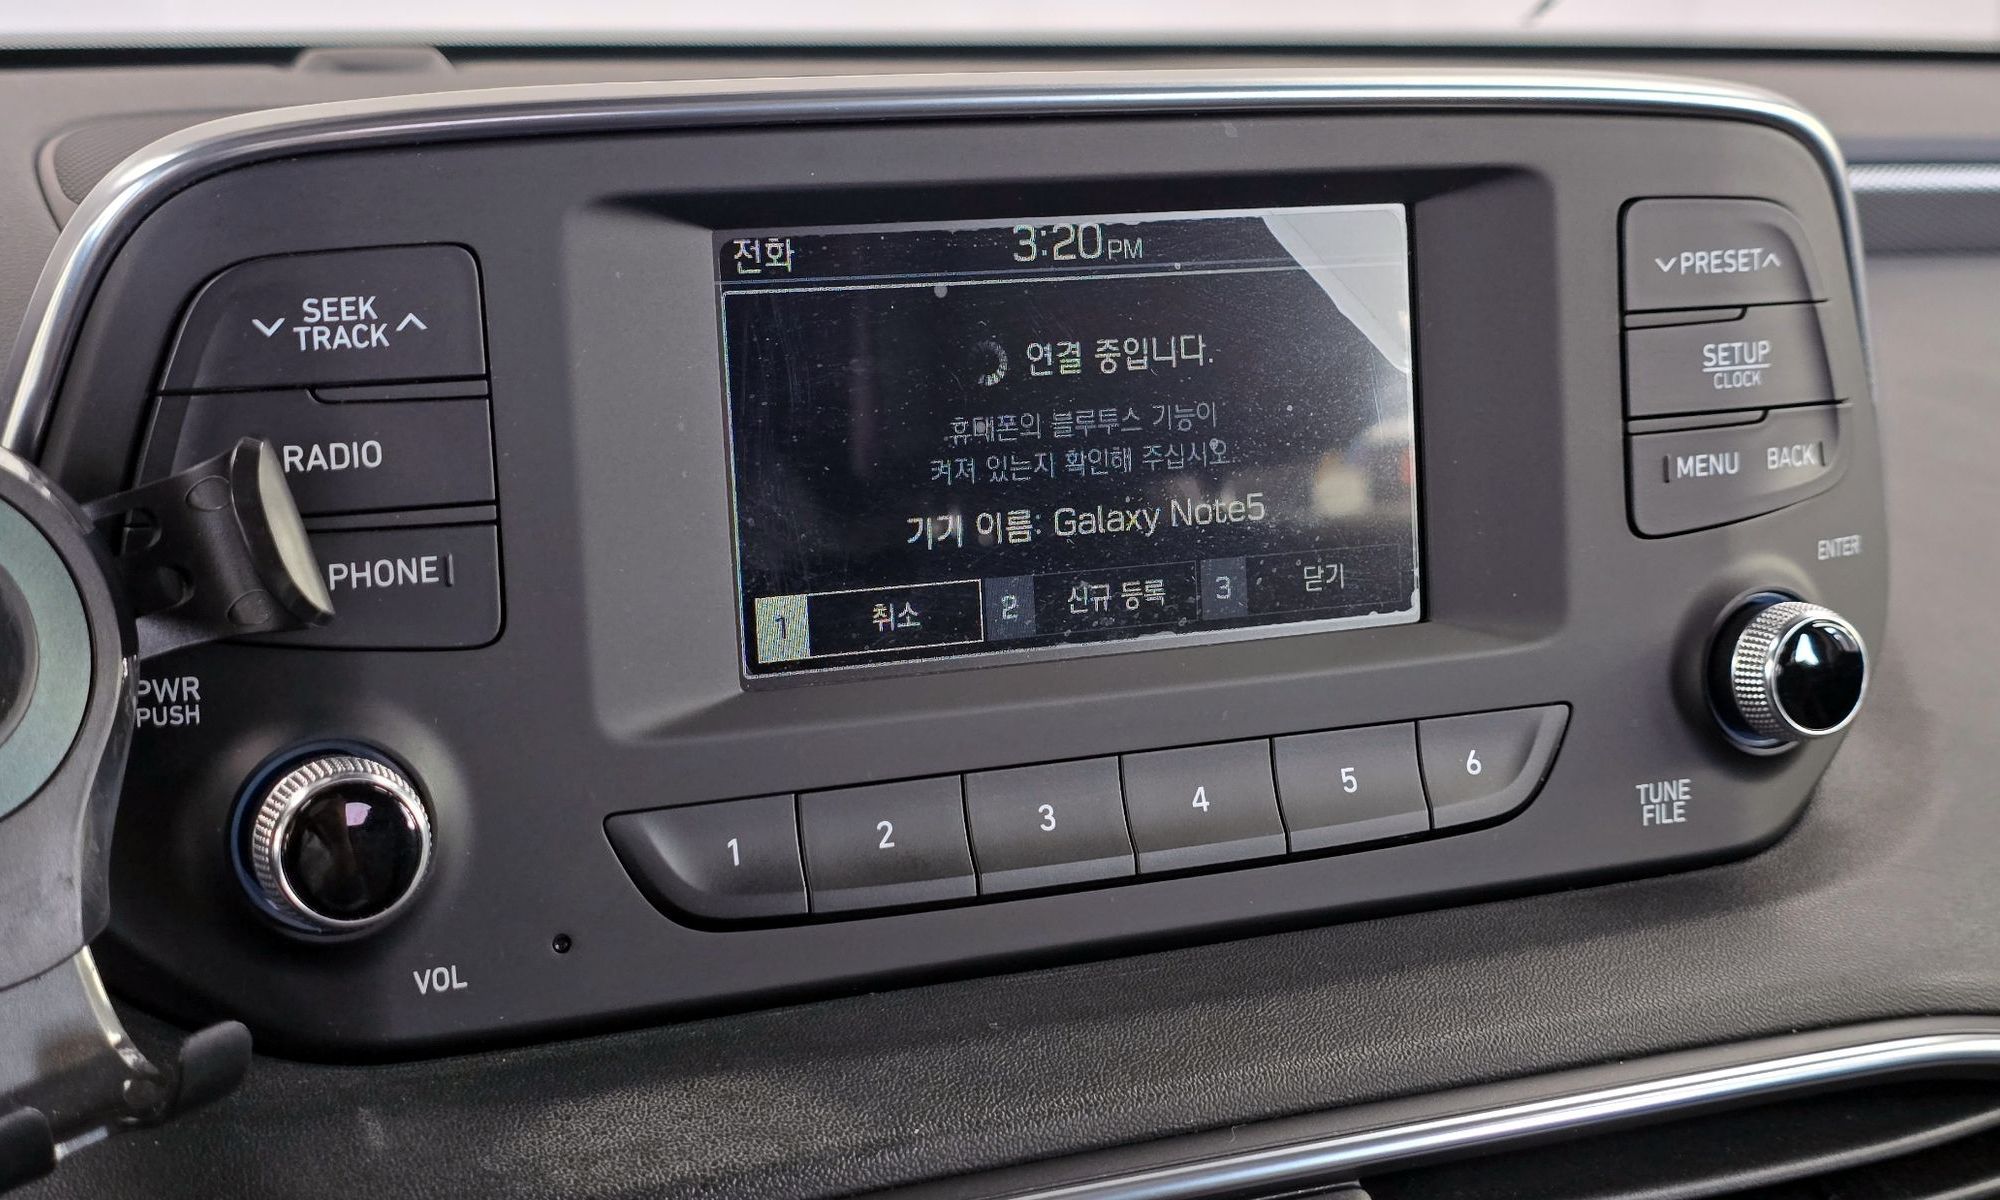 전화
3:20PM
연결 중입니다.
휴대폰의 블루투스 기능이
켜져 있는지 확인해 주십시오.
기기 이름: Galaxy Note5
1 취소 2 신규 등록 3 닫기
SEEK
TRACK
RADIO
PHONE
PWR
PUSH
VOL
1 2 3 4 5 6
PRESET
SETUP
CLOCK
MENU BACK
ENTER
TUNE
FILE